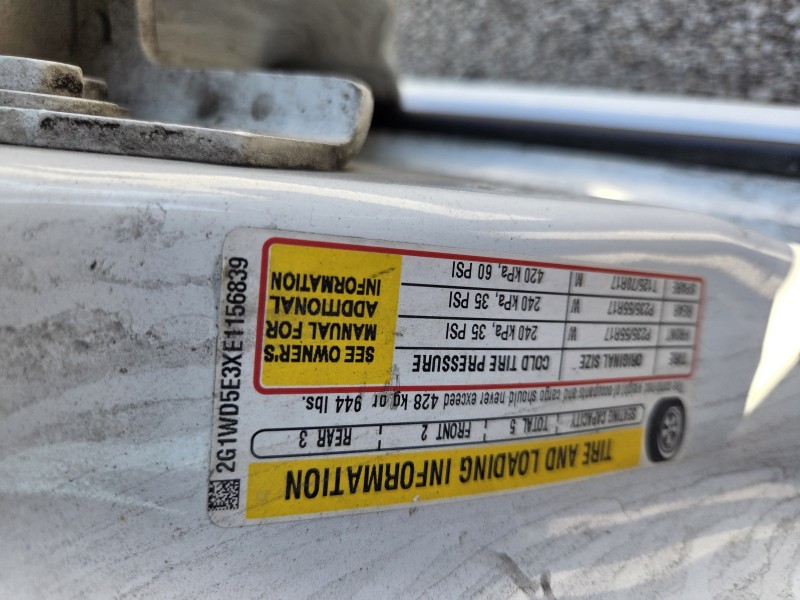 TIRE AND LOADING INFORMATION
SEATING CAPACITY TOTAL 5 FRONT 2 REAR 3
The combined weight of occupants and cargo should never exceed 428 kg or 944 lbs.
TIRE ORIGINAL SIZE COLD TIRE PRESSURE
FRONT P235/55R17 W 240 kPa, 35 PSI
REAR P235/55R17 W 240 kPa, 35 PSI
SPARE T125/70R17 M 420 kPa, 60 PSI
SEE OWNER'S
MANUAL FOR
ADDITIONAL
INFORMATION
2G1WD5E3XE1156839